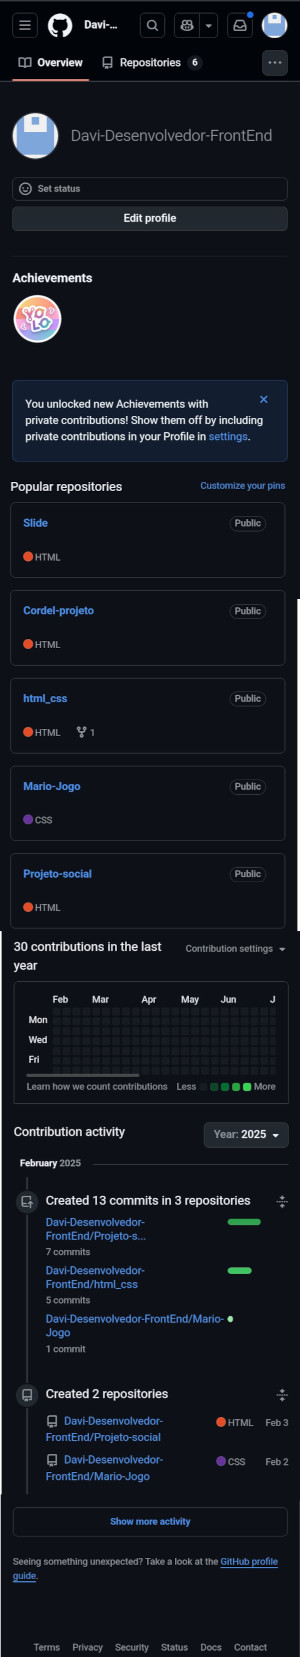 Davi-...
Overview Repositories 6
Davi-Desenvolvedor-FrontEnd
Set status
Edit profile
Achievements
YOLO
You unlocked new Achievements with
private contributions! Show them off by including
private contributions in your Profile in settings.
Popular repositories Customize your pins
Slide Public
HTML
Cordel-projeto Public
HTML
html_css Public
HTML 1
Mario-Jogo Public
CSS
Projeto-social Public
HTML
30 contributions in the last
year
Contribution settings
Feb Mar Apr May Jun J
Mon
Wed
Fri
Learn how we count contributions Less More
Contribution activity
Year: 2025
February 2025
Created 13 commits in 3 repositories
Davi-Desenvolvedor-
FrontEnd/Projeto-s...
7 commits
Davi-Desenvolvedor-
FrontEnd/html_css
5 commits
Davi-Desenvolvedor-FrontEnd/Mario-
Jogo
1 commit
Created 2 repositories
Davi-Desenvolvedor-
FrontEnd/Projeto-social
HTML Feb 3
Davi-Desenvolvedor-
FrontEnd/Mario-Jogo
CSS Feb 2
Show more activity
Seeing something unexpected? Take a look at the GitHub profile
guide.
Terms Privacy Security Status Docs Contact